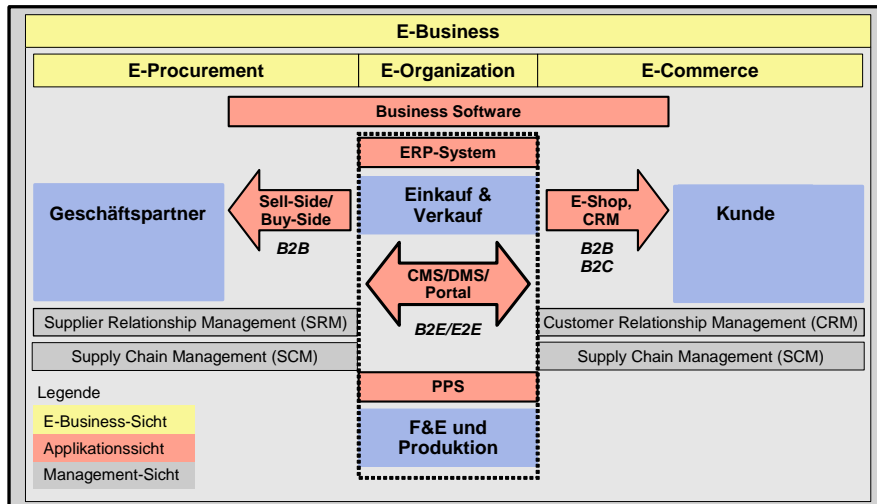 E-Business
E-Procurement
E-Organization
E-Commerce
Business Software
ERP-System
Geschäftspartner
Sell-Side/
Buy-Side
B2B
Einkauf &
Verkauf
E-Shop,
CRM
B2B
B2C
Kunde
CMS/DMS/
Portal
B2E/E2E
Supplier Relationship Management (SRM)
Customer Relationship Management (CRM)
Supply Chain Management (SCM)
Supply Chain Management (SCM)
PPS
F&E und
Produktion
Legende
E-Business-Sicht
Applikationssicht
Management-Sicht